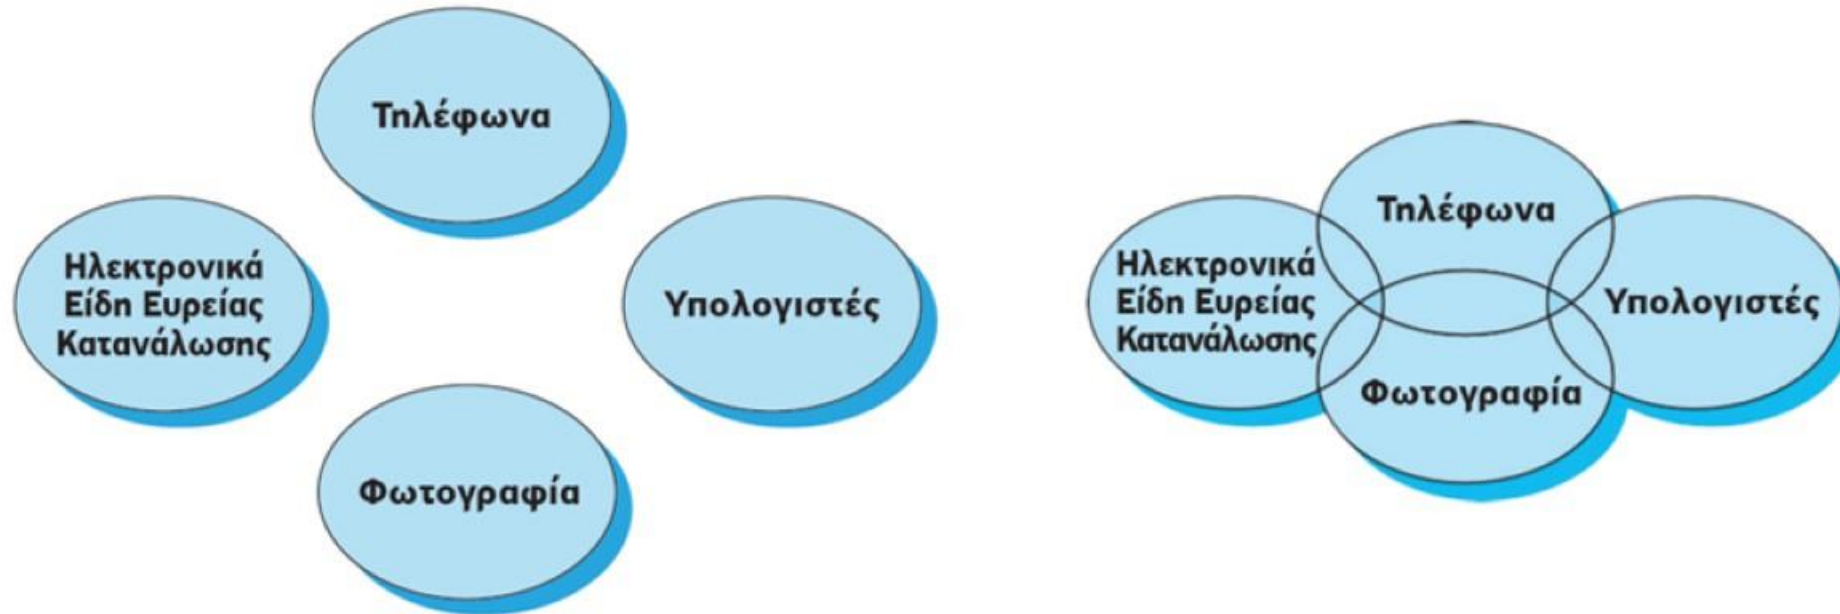 Τηλέφωνα
Ηλεκτρονικά
Είδη Ευρείας
Κατανάλωσης
Υπολογιστές
Φωτογραφία
Τηλέφωνα
Ηλεκτρονικά
Είδη Ευρείας
Κατανάλωσης
Υπολογιστές
Φωτογραφία